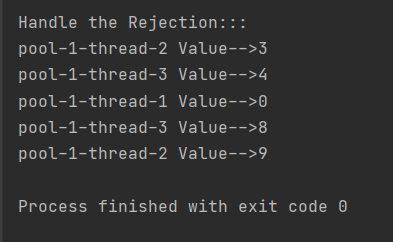 Handle the Rejection:::
pool-1-thread-2 Value-->3
pool-1-thread-3 Value-->4
pool-1-thread-1 Value-->0
pool-1-thread-3 Value-->8
pool-1-thread-2 Value-->9
Process finished with exit code 0